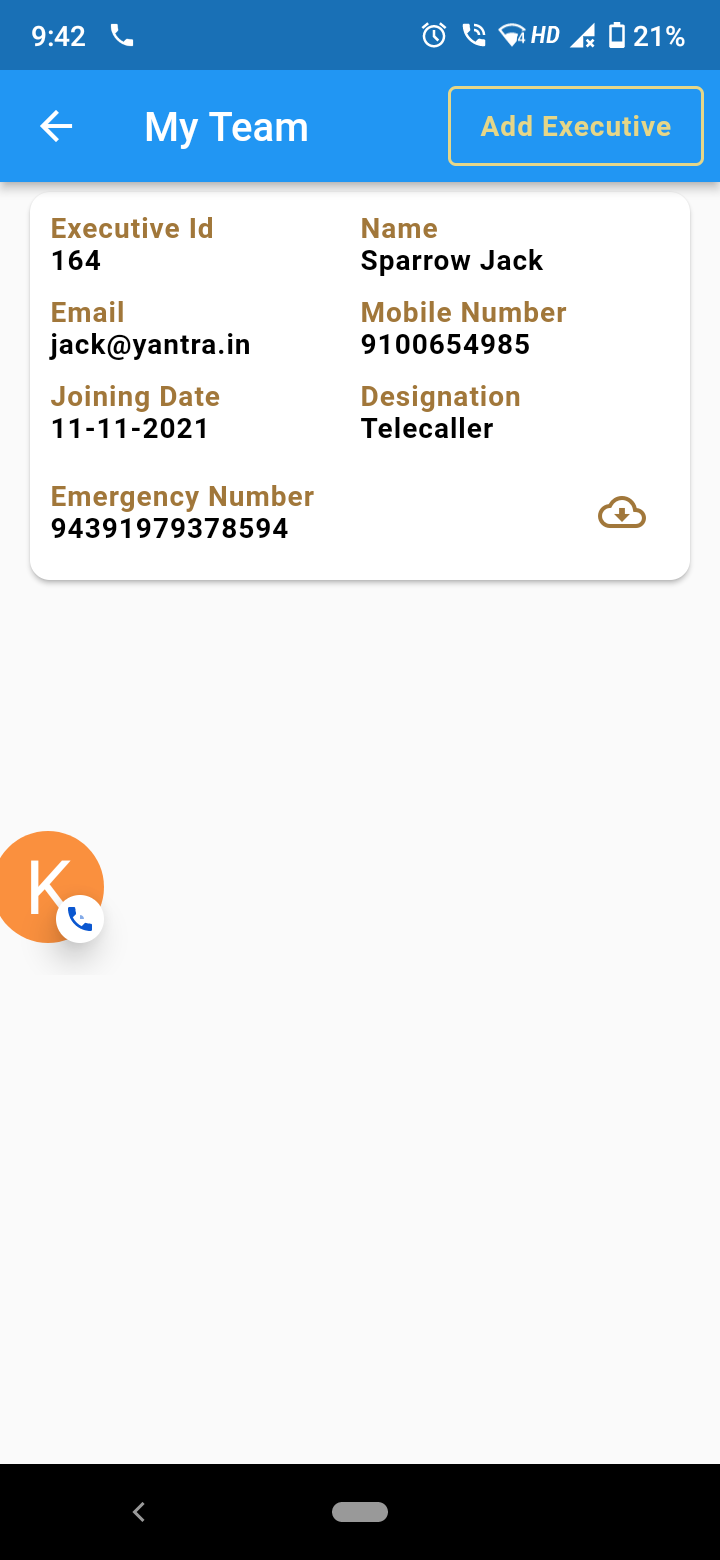 9:42 4 HD 21%
My Team Add Executive
Executive Id Name
164 Sparrow Jack
Email Mobile Number
jack@yantra.in 9100654985
Joining Date Designation
11-11-2021 Telecaller
Emergency Number
94391979378594
K